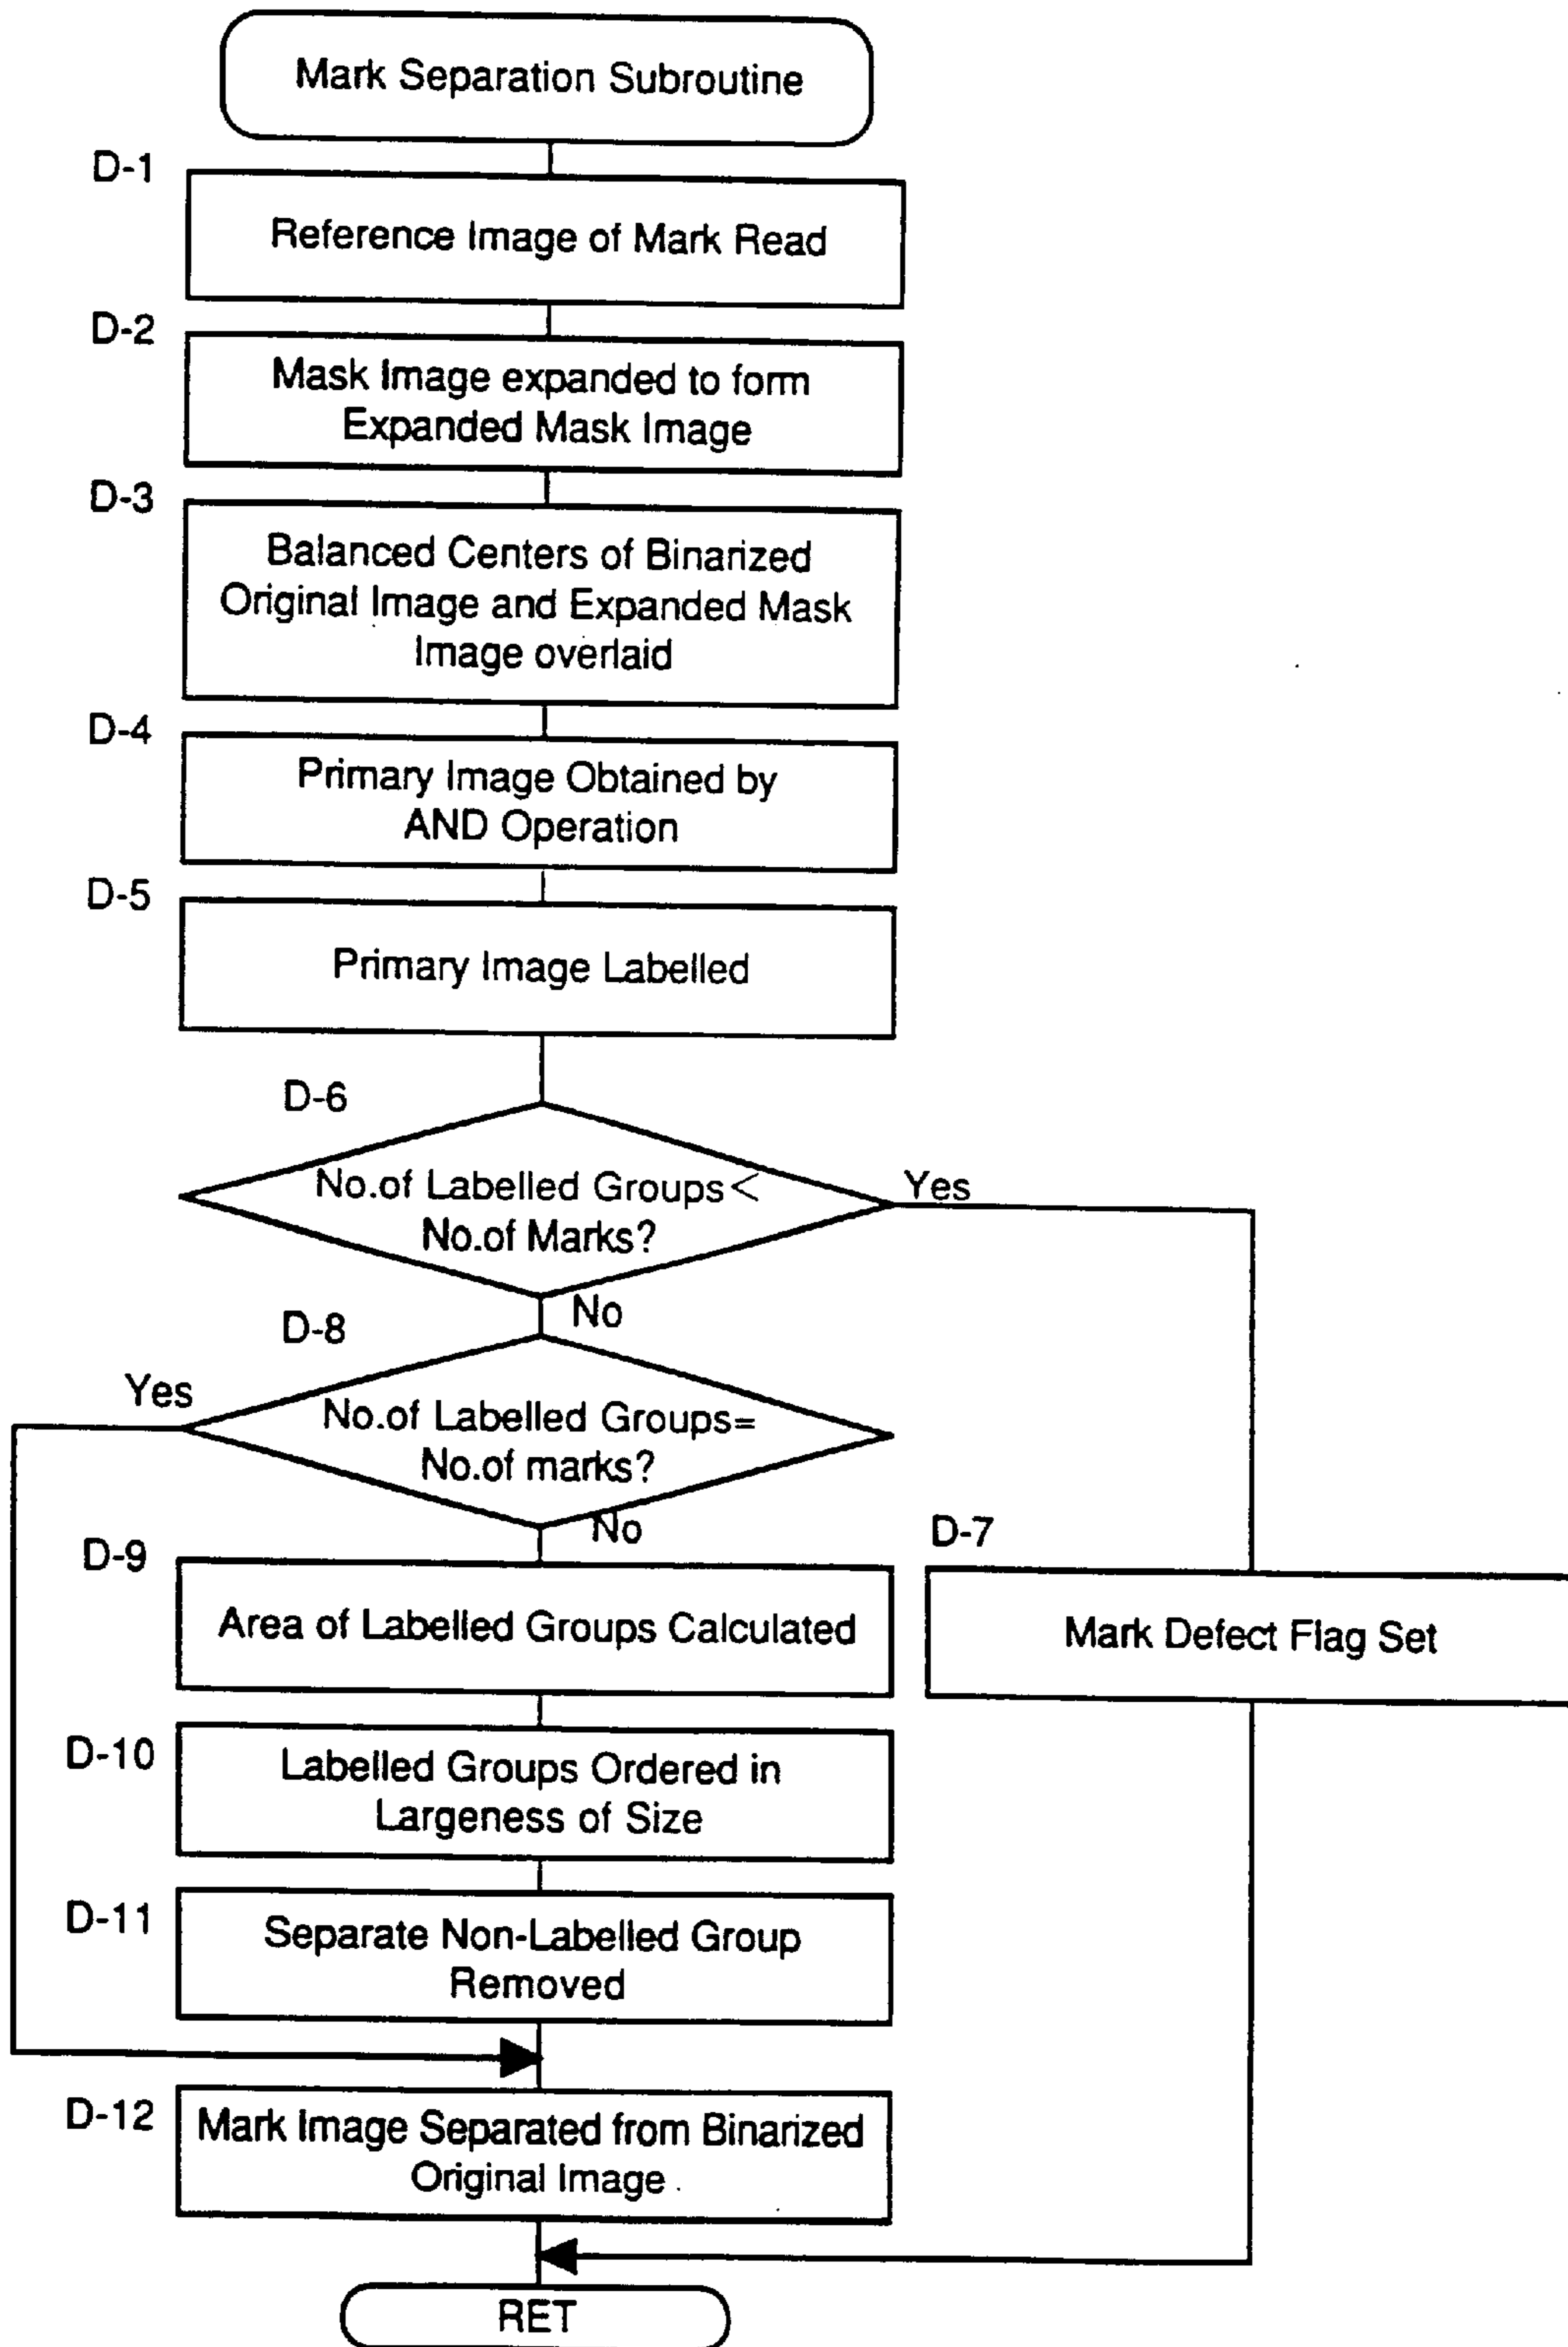 Mark Separation Subroutine
D-1
Reference Image of Mark Read
D-2
Mask Image expanded to form
Expanded Mask Image
D-3
Balanced Centers of Binarized
Original Image and Expanded Mask
Image overlaid
D-4
Primary Image Obtained by
AND Operation
D-5
Primary Image Labelled
D-6
No.of Labelled Groups<
No.of Marks?
Yes
No
D-8
Yes
No.of Labelled Groups=
No.of marks?
No
D-7
Mark Defect Flag Set
D-9
Area of Labelled Groups Calculated
D-10
Labelled Groups Ordered in
Largeness of Size
D-11
Separate Non-Labelled Group
Removed
D-12
Mark Image Separated from Binarized
Original Image
RET